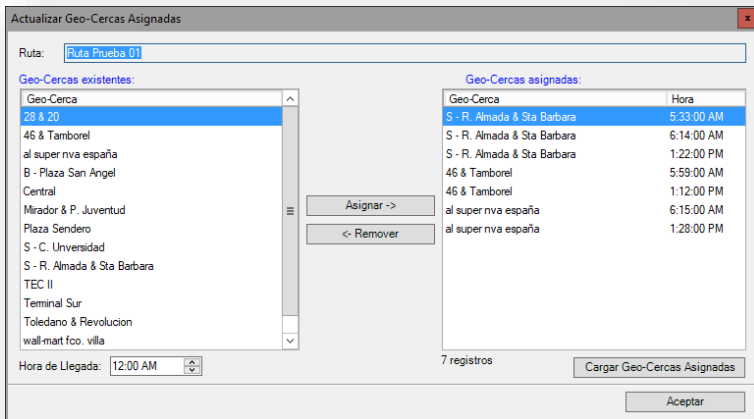 Actualizar Geo-Cercas Asignadas
x
Ruta: Ruta Prueba 01
Geo-Cercas existentes:
Geo-Cerca
28 & 20
46 & Tamborel
al super nva españa
B - Plaza San Angel
Central
Mirador & P. Juventud
Plaza Sendero
S - C. Unversidad
S - R. Almada & Sta Barbara
TEC II
Terminal Sur
Toledano & Revolucion
wall-mart fco. villa
Hora de Llegada: 12:00 AM
Asignar ->
<- Remover
Geo-Cercas asignadas:
Geo-Cerca Hora
S - R. Almada & Sta Barbara 5:33:00 AM
S - R. Almada & Sta Barbara 6:14:00 AM
S - R. Almada & Sta Barbara 1:22:00 PM
46 & Tamborel 5:59:00 AM
46 & Tamborel 1:12:00 PM
al super nva españa 6:15:00 AM
al super nva españa 1:28:00 PM
7 registros
Cargar Geo-Cercas Asignadas
Aceptar